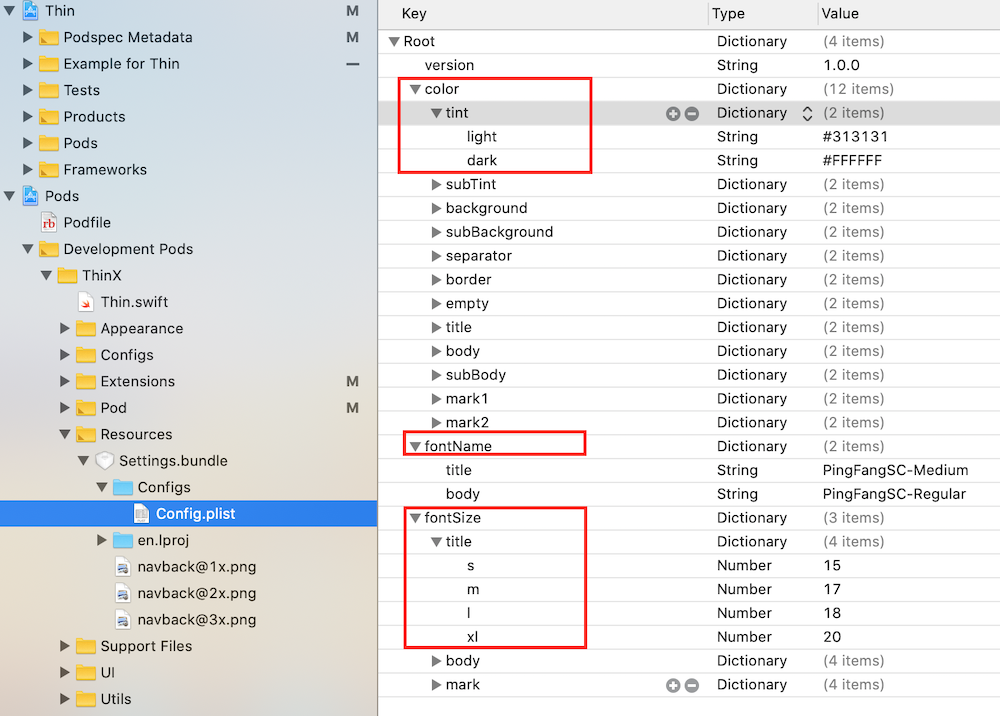 Thin M
Podspec Metadata M
Example for Thin
Tests
Products
Pods
Frameworks
Pods
rb Podfile
Development Pods
ThinX
Thin.swift
Appearance
Configs
Extensions M
Pod M
Resources
Settings.bundle
Configs
Config.plist
en.lproj
navback@1x.png
navback@2x.png
navback@3x.png
Support Files
UI
Utils
Key Type Value
Root Dictionary (4 items)
version String 1.0.0
color Dictionary (12 items)
tint Dictionary (2 items)
light String #313131
dark String #FFFFFF
subTint Dictionary (2 items)
background Dictionary (2 items)
subBackground Dictionary (2 items)
separator Dictionary (2 items)
border Dictionary (2 items)
empty Dictionary (2 items)
title Dictionary (2 items)
body Dictionary (2 items)
subBody Dictionary (2 items)
mark1 Dictionary (2 items)
mark2 Dictionary (2 items)
fontName Dictionary (2 items)
title String PingFangSC-Medium
body String PingFangSC-Regular
fontSize Dictionary (3 items)
title Dictionary (4 items)
s Number 15
m Number 17
l Number 18
xl Number 20
body Dictionary (4 items)
mark Dictionary (4 items)